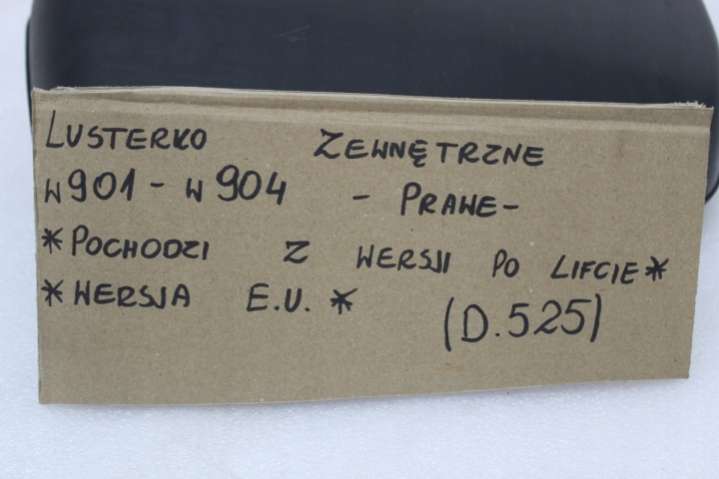 LUSTERKO ZEWNĘTRZNE
W901 - W904 - PRAWE -
*POCHODZI Z WERSJI PO LIFCIE*
*WERSJA E.U.* (D.525)